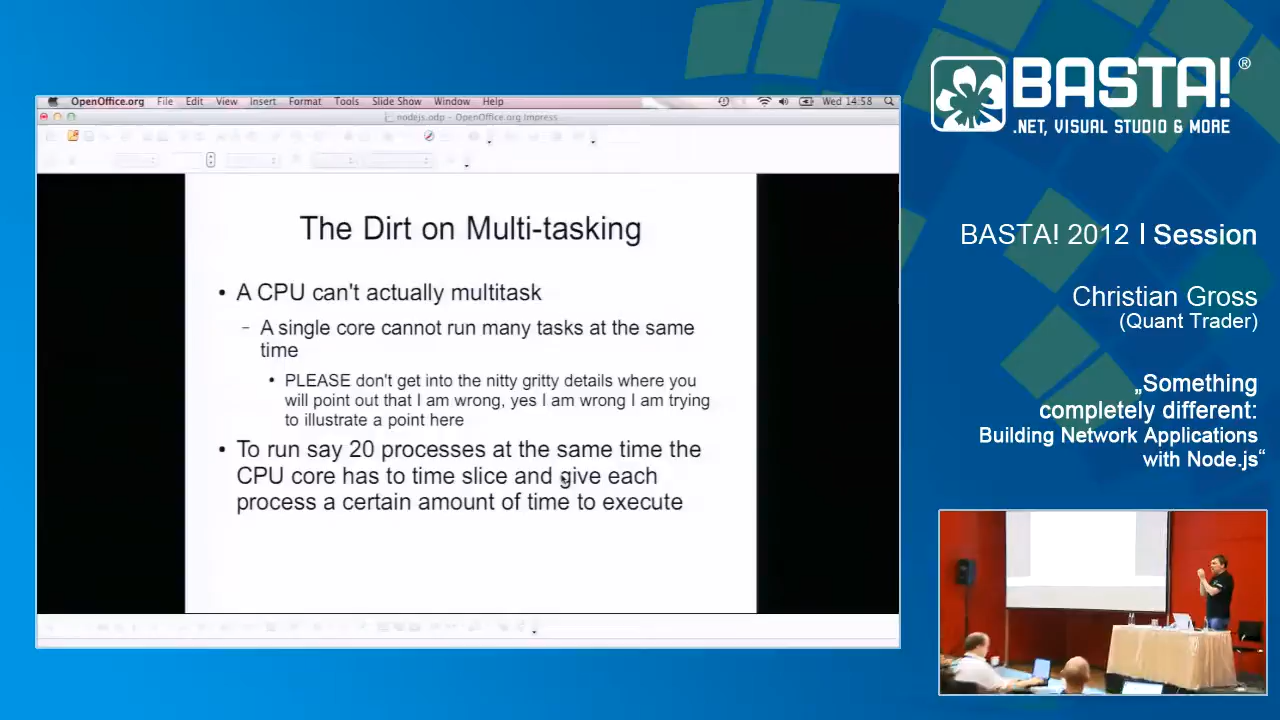 OpenOffice.org File Edit View Insert Format Tools Slide Show Window Help Wed 14:58
nodejs.odp - OpenOffice.org Impress
The Dirt on Multi-tasking
• A CPU can't actually multitask
– A single core cannot run many tasks at the same
time
• PLEASE don't get into the nitty gritty details where you
will point out that I am wrong, yes I am wrong I am trying
to illustrate a point here
• To run say 20 processes at the same time the
CPU core has to time slice and give each
process a certain amount of time to execute
BASTA!®
.NET, VISUAL STUDIO & MORE
BASTA! 2012 | Session
Christian Gross
(Quant Trader)
„Something
completely different:
Building Network Applications
with Node.js“